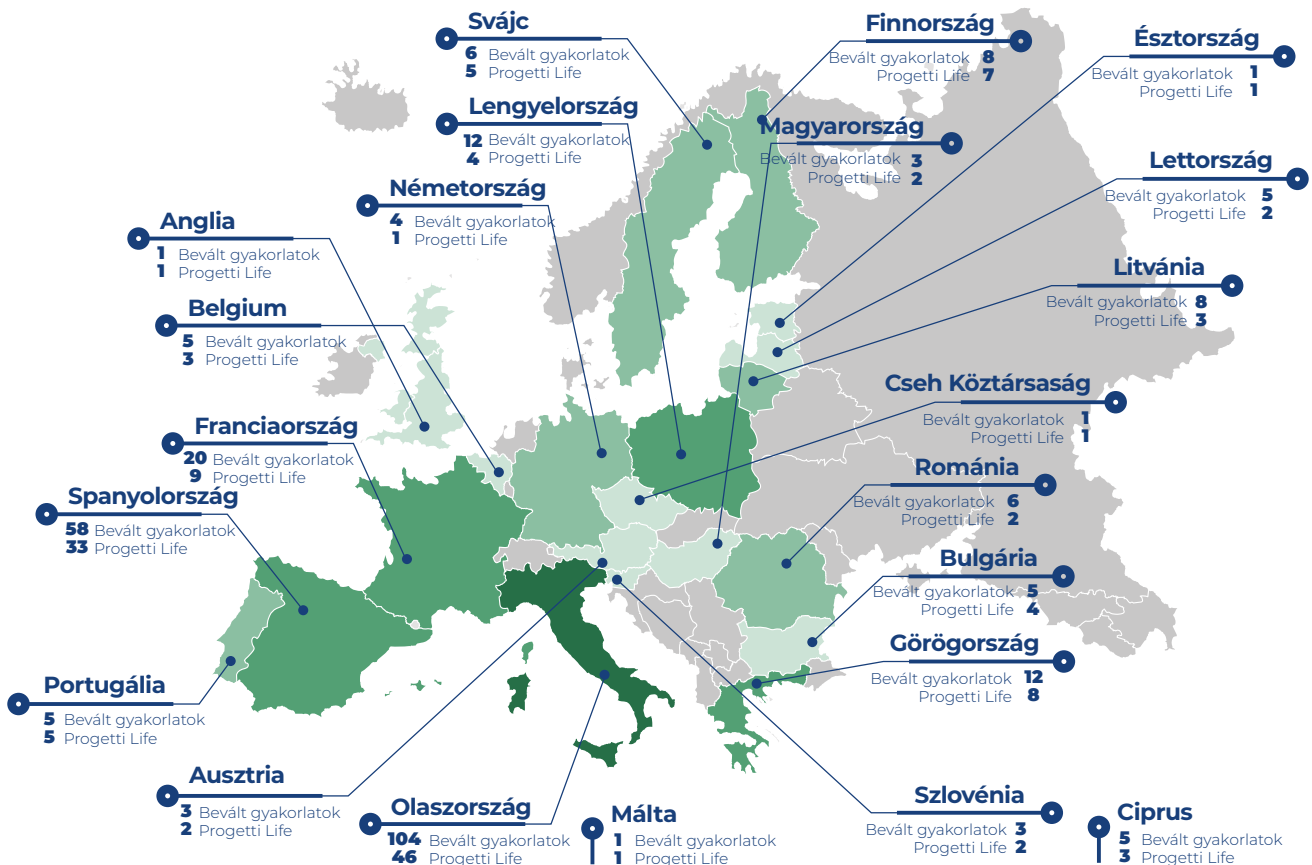 Svájc
6 Bevált gyakorlatok
5 Progetti Life
Finnország
Bevált gyakorlatok 8
Progetti Life 7
Észtország
Bevált gyakorlatok 1
Progetti Life 1
Lengyelország
12 Bevált gyakorlatok
4 Progetti Life
Magyarország
Bevált gyakorlatok 3
Progetti Life 2
Lettország
Bevált gyakorlatok 5
Progetti Life 2
Németország
4 Bevált gyakorlatok
1 Progetti Life
Anglia
1 Bevált gyakorlatok
1 Progetti Life
Litvánia
Bevált gyakorlatok 8
Progetti Life 3
Belgium
5 Bevált gyakorlatok
3 Progetti Life
Cseh Köztársaság
Bevált gyakorlatok 1
Progetti Life 1
Franciaország
20 Bevált gyakorlatok
9 Progetti Life
Románia
Bevált gyakorlatok 6
Progetti Life 2
Spanyolország
58 Bevált gyakorlatok
33 Progetti Life
Bulgária
Bevált gyakorlatok 5
Progetti Life 4
Görögország
Bevált gyakorlatok 12
Progetti Life 8
Portugália
5 Bevált gyakorlatok
5 Progetti Life
Ausztria
3 Bevált gyakorlatok
2 Progetti Life
Olaszország
104 Bevált gyakorlatok
46 Progetti Life
Málta
1 Bevált gyakorlatok
1 Progetti Life
Szlovénia
Bevált gyakorlatok 3
Progetti Life 2
Ciprus
5 Bevált gyakorlatok
3 Progetti Life